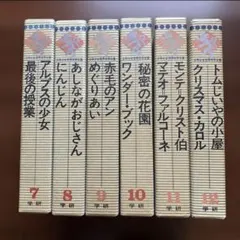 アルプスの少女
最後の授業
7
学研
あしながおじさん
にんじん
8
学研
赤毛のアン
めぐりあい
9
学研
秘密の花園
ワンダー・ブック
10
学研
モンテ・クリスト伯
マテオ・ファルコーネ
11
学研
トムじいやの小屋
クリスマス・カロル
12
学研